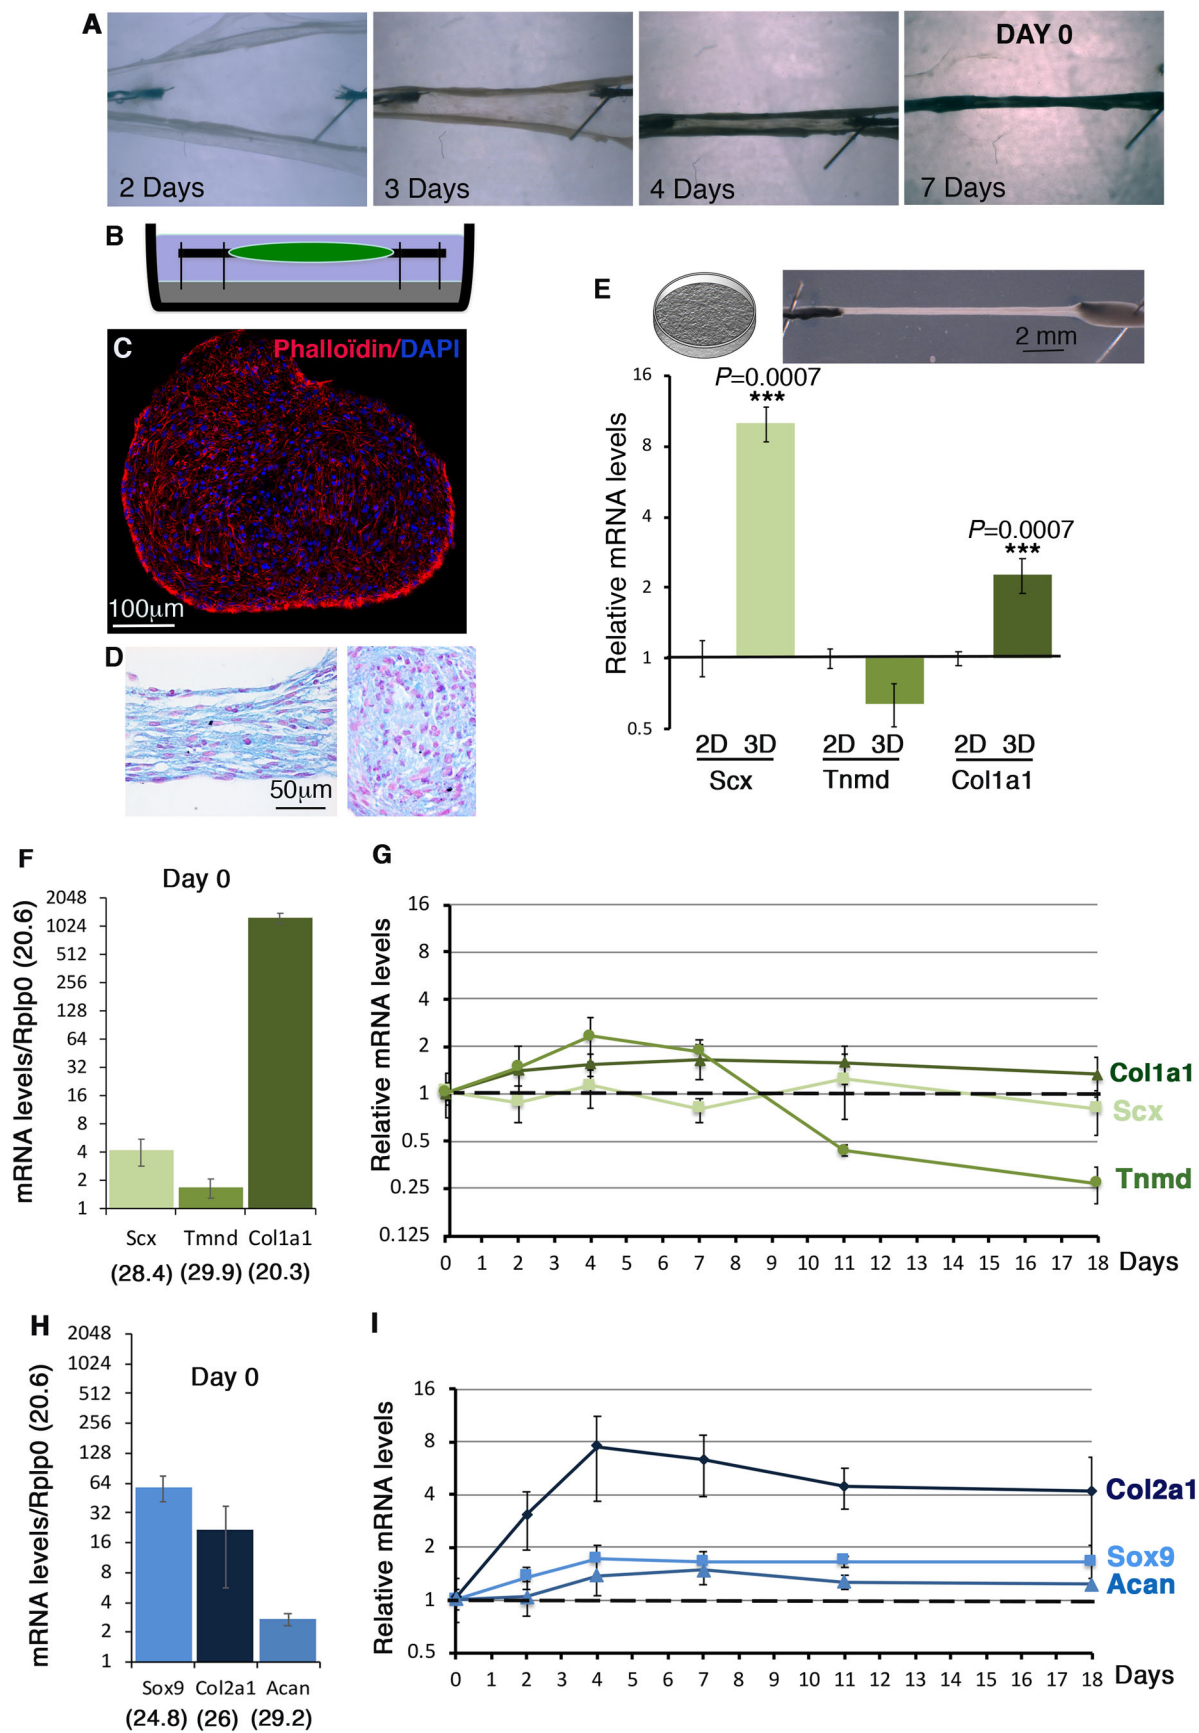 A
DAY 0
2 Days
3 Days
4 Days
7 Days
B
C
Phalloïdin/DAPI
100µm
D
50µm
E
2 mm
Relative mRNA levels
16
8
4
2
1
0.5
P=0.0007
***
P=0.0007
***
2D 3D 2D 3D 2D 3D
Scx Tnmd Col1a1
F
Day 0
mRNA levels/Rplp0 (20.6)
2048
1024
512
256
128
64
32
16
8
4
2
1
Scx Tmnd Col1a1
(28.4) (29.9) (20.3)
G
Relative mRNA levels
16
8
4
2
1
0.5
0.25
0.125
Col1a1
Scx
Tnmd
0 1 2 3 4 5 6 7 8 9 10 11 12 13 14 15 16 17 18 Days
H
Day 0
mRNA levels/Rplp0 (20.6)
2048
1024
512
256
128
64
32
16
8
4
2
1
Sox9 Col2a1 Acan
(24.8) (26) (29.2)
I
Relative mRNA levels
16
8
4
2
1
0.5
Col2a1
Sox9
Acan
0 1 2 3 4 5 6 7 8 9 10 11 12 13 14 15 16 17 18 Days